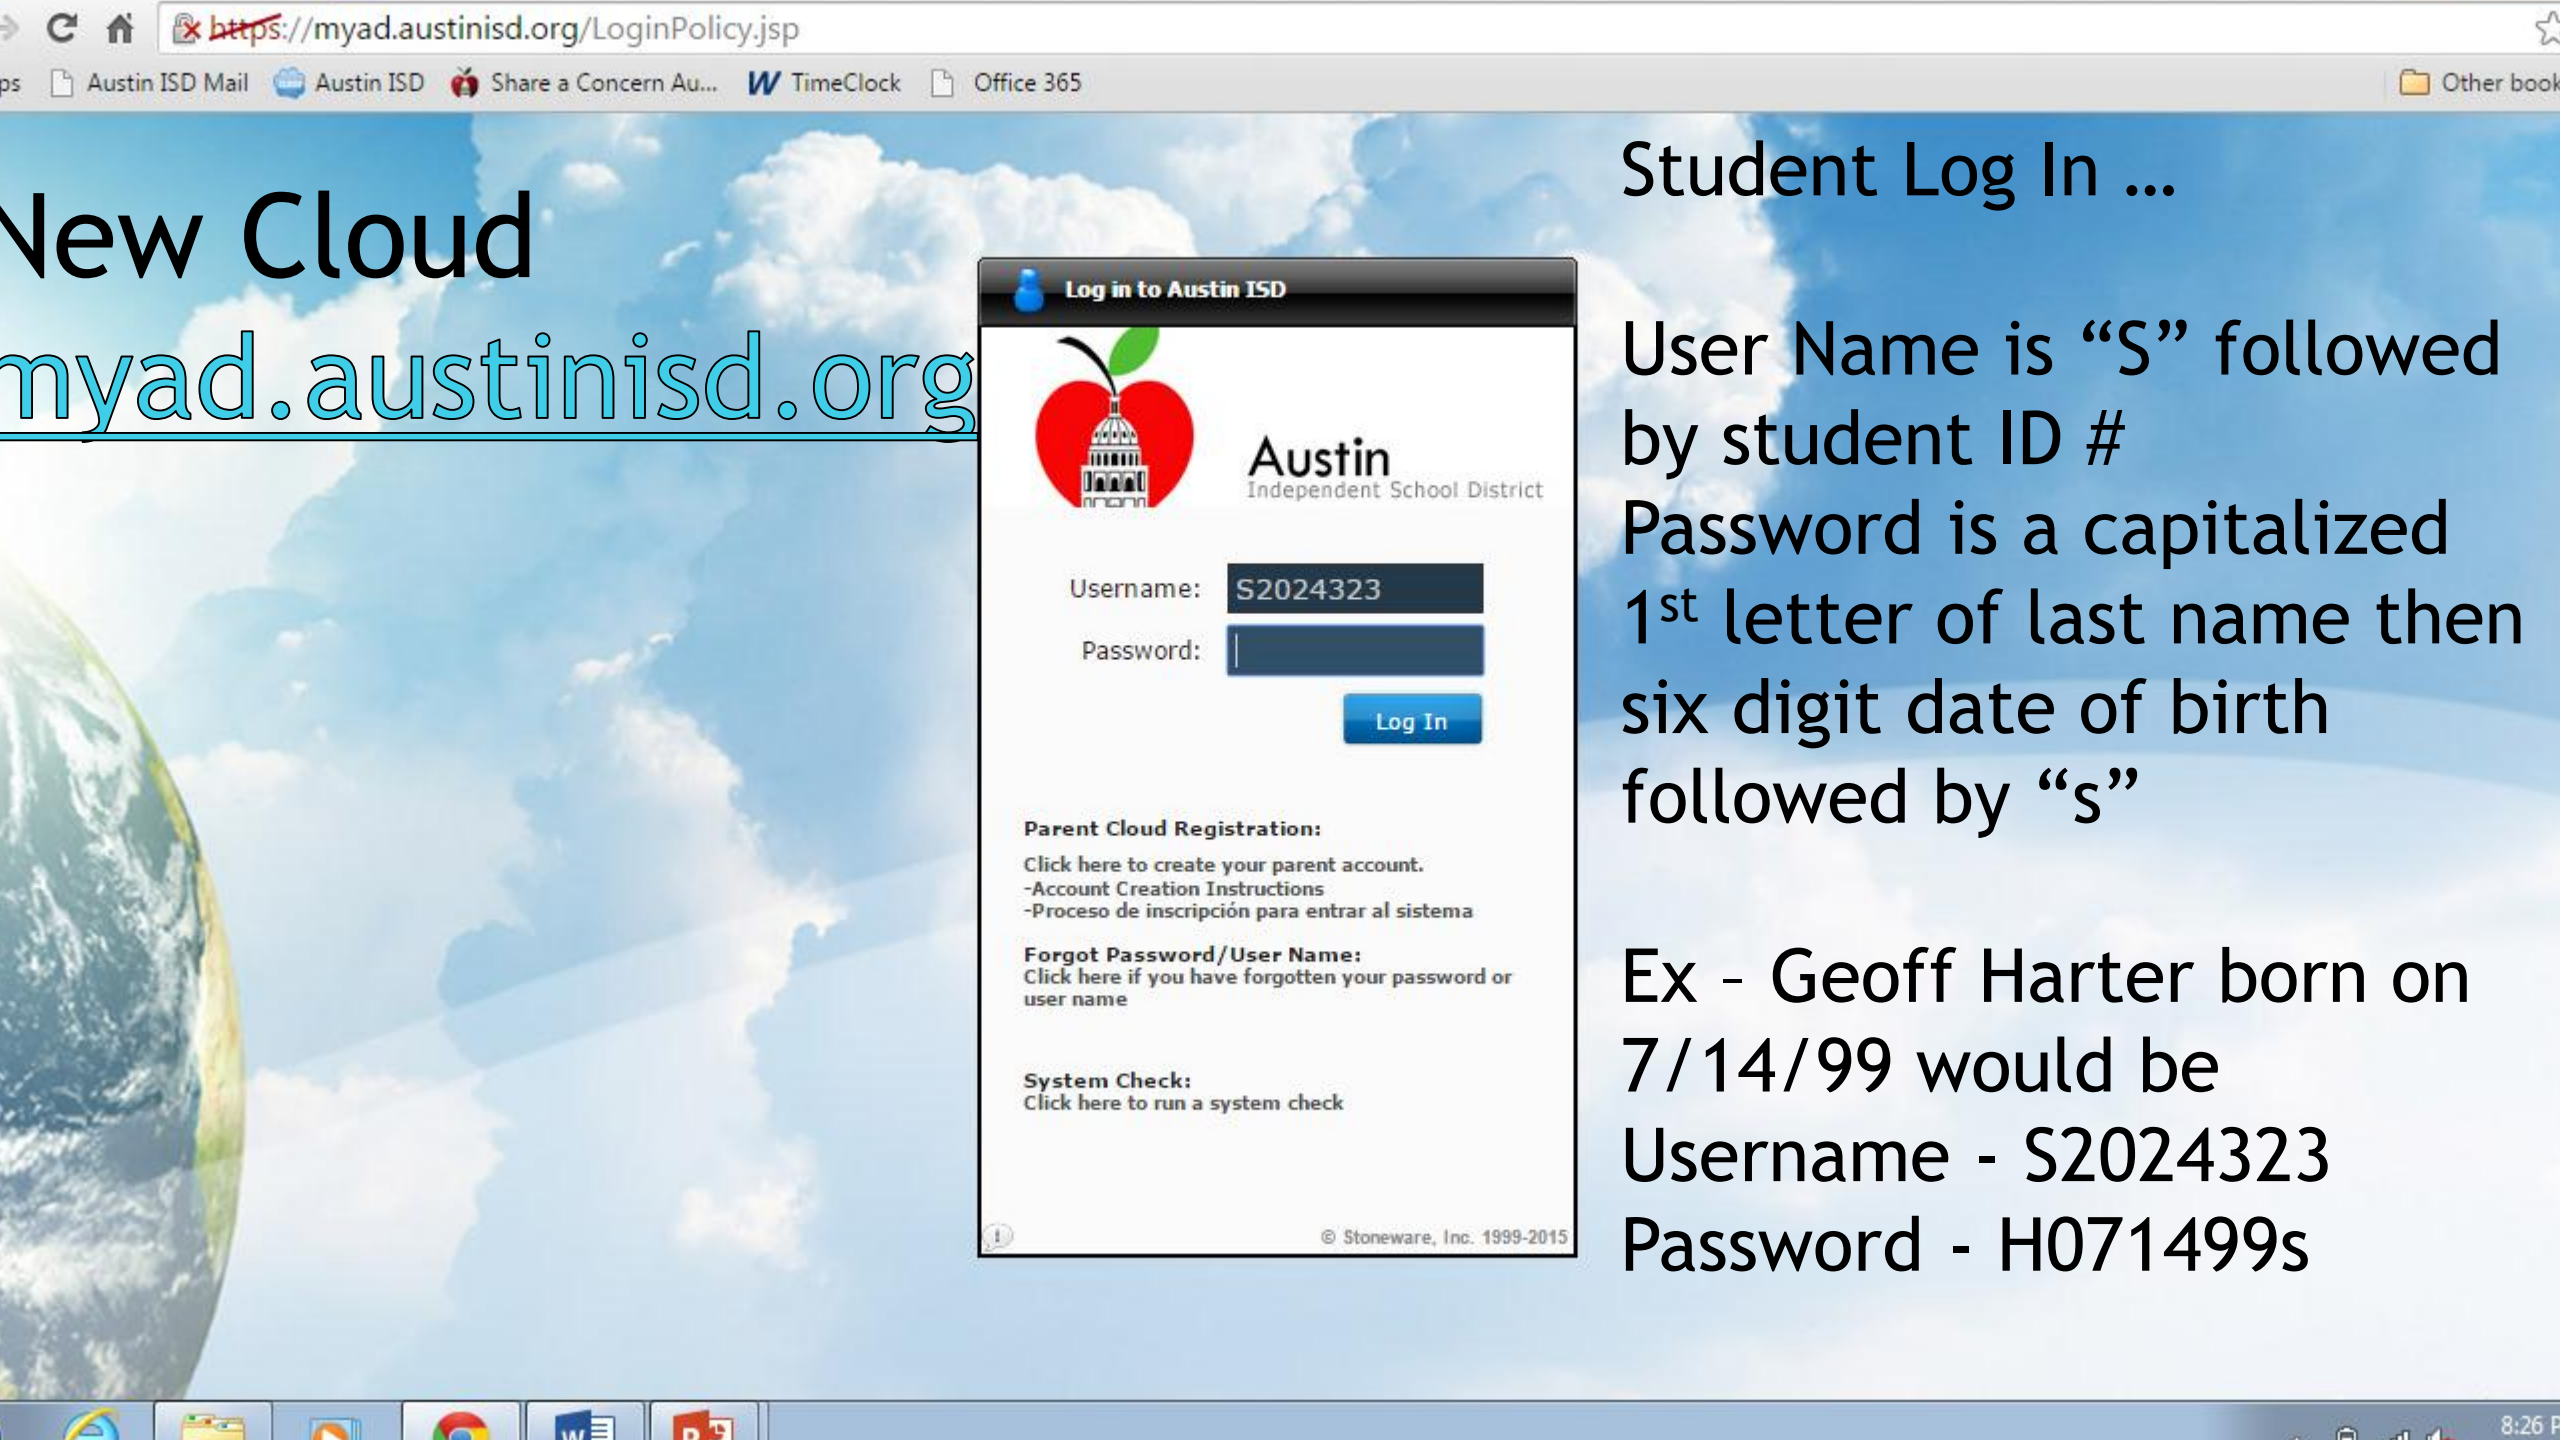 https://myad.austinisd.org/LoginPolicy.jsp
Austin ISD Mail Austin ISD Share a Concern Au... TimeClock Office 365 Other book
New Cloud
myad.austinisd.org
Log in to Austin ISD
Austin
Independent School District
Username: S2024323
Password:
Log In
Parent Cloud Registration:
Click here to create your parent account.
-Account Creation Instructions
-Proceso de inscripción para entrar al sistema
Forgot Password/User Name:
Click here if you have forgotten your password or
user name
System Check:
Click here to run a system check
© Stoneware, Inc. 1999-2015
Student Log In …
User Name is “S” followed
by student ID #
Password is a capitalized
1st letter of last name then
six digit date of birth
followed by “s”
Ex – Geoff Harter born on
7/14/99 would be
Username - S2024323
Password - H071499s
8:26 P